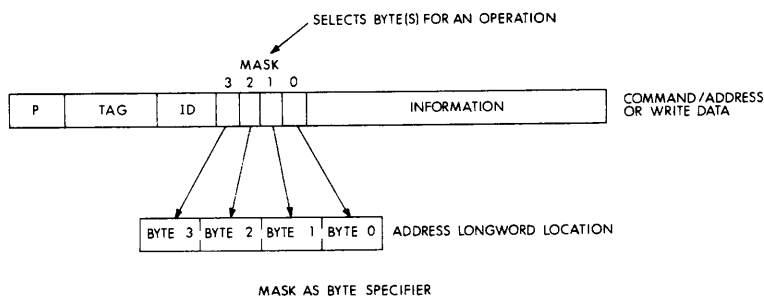 SELECTS BYTE(S) FOR AN OPERATION
MASK
3 2 1 0
P TAG ID INFORMATION COMMAND/ADDRESS
OR WRITE DATA
BYTE 3 BYTE 2 BYTE 1 BYTE 0 ADDRESS LONGWORD LOCATION
MASK AS BYTE SPECIFIER